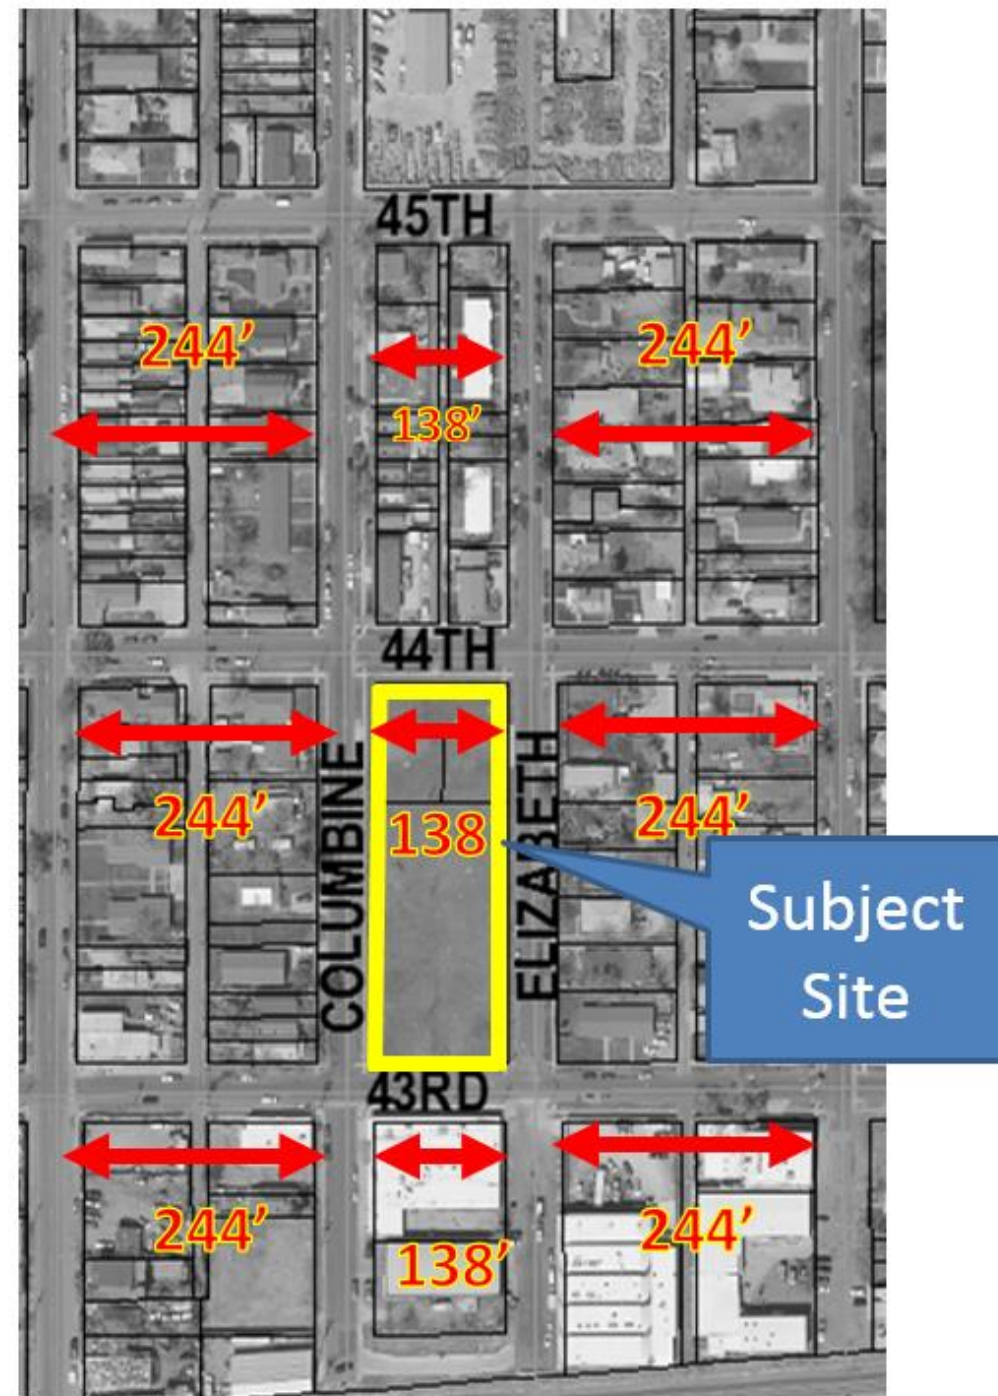 45TH
244’
244’
138’
44TH
COLUMBINE
ELIZABETH
244’
138
244’
Subject
Site
43RD
244’
138’
244’